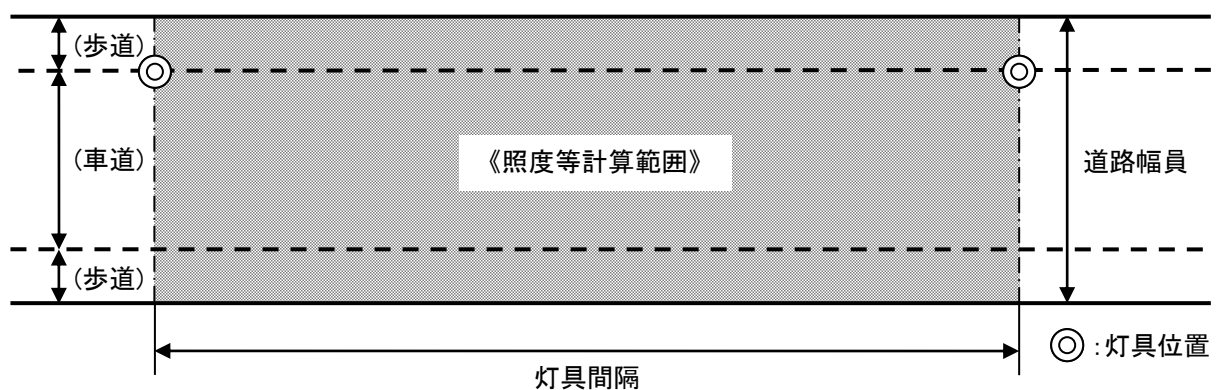 (歩道)
(車道)
《照度等計算範囲》
道路幅員
(歩道)
:灯具位置
灯具間隔